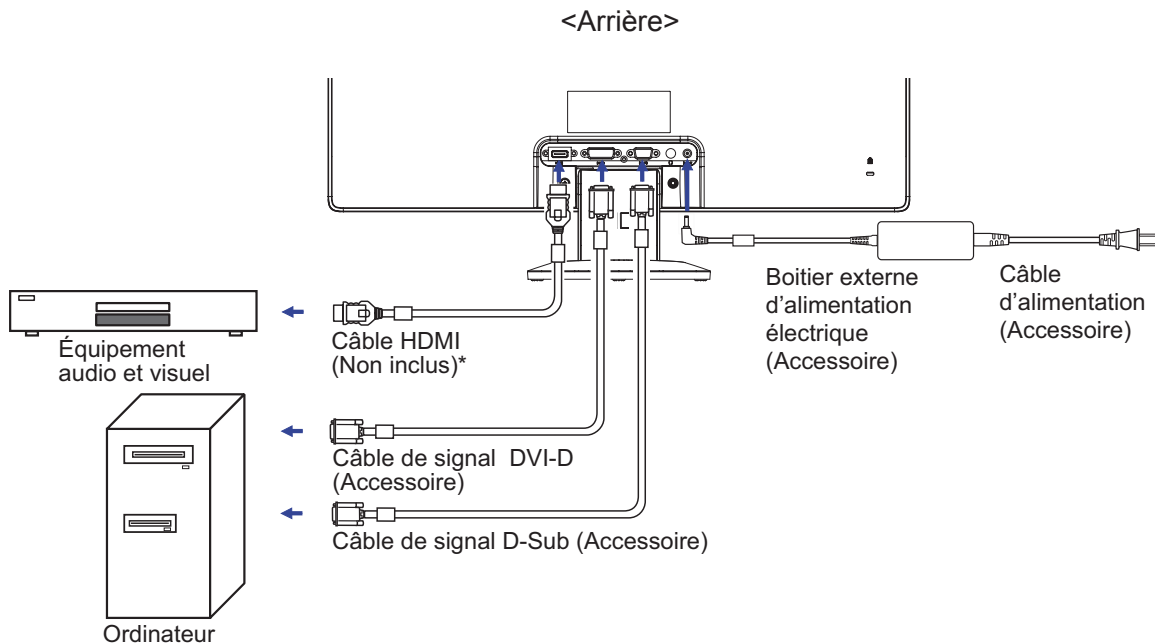 <Arrière>
Boitier externe
d'alimentation
électrique
(Accessoire)
Câble
d'alimentation
(Accessoire)
Câble HDMI
(Non inclus)*
Équipement
audio et visuel
Câble de signal  DVI-D
(Accessoire)
Câble de signal D-Sub (Accessoire)
Ordinateur